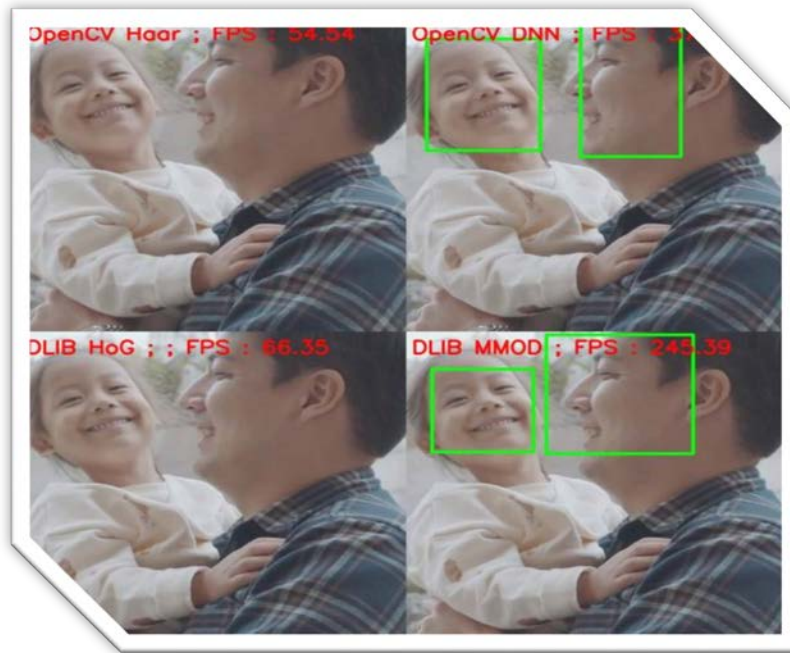 OpenCV Haar ; FPS : 54.54
OpenCV DNN ; FPS :
DLIB HoG ; ; FPS : 66.35
DLIB MMOD ; FPS : 245.39